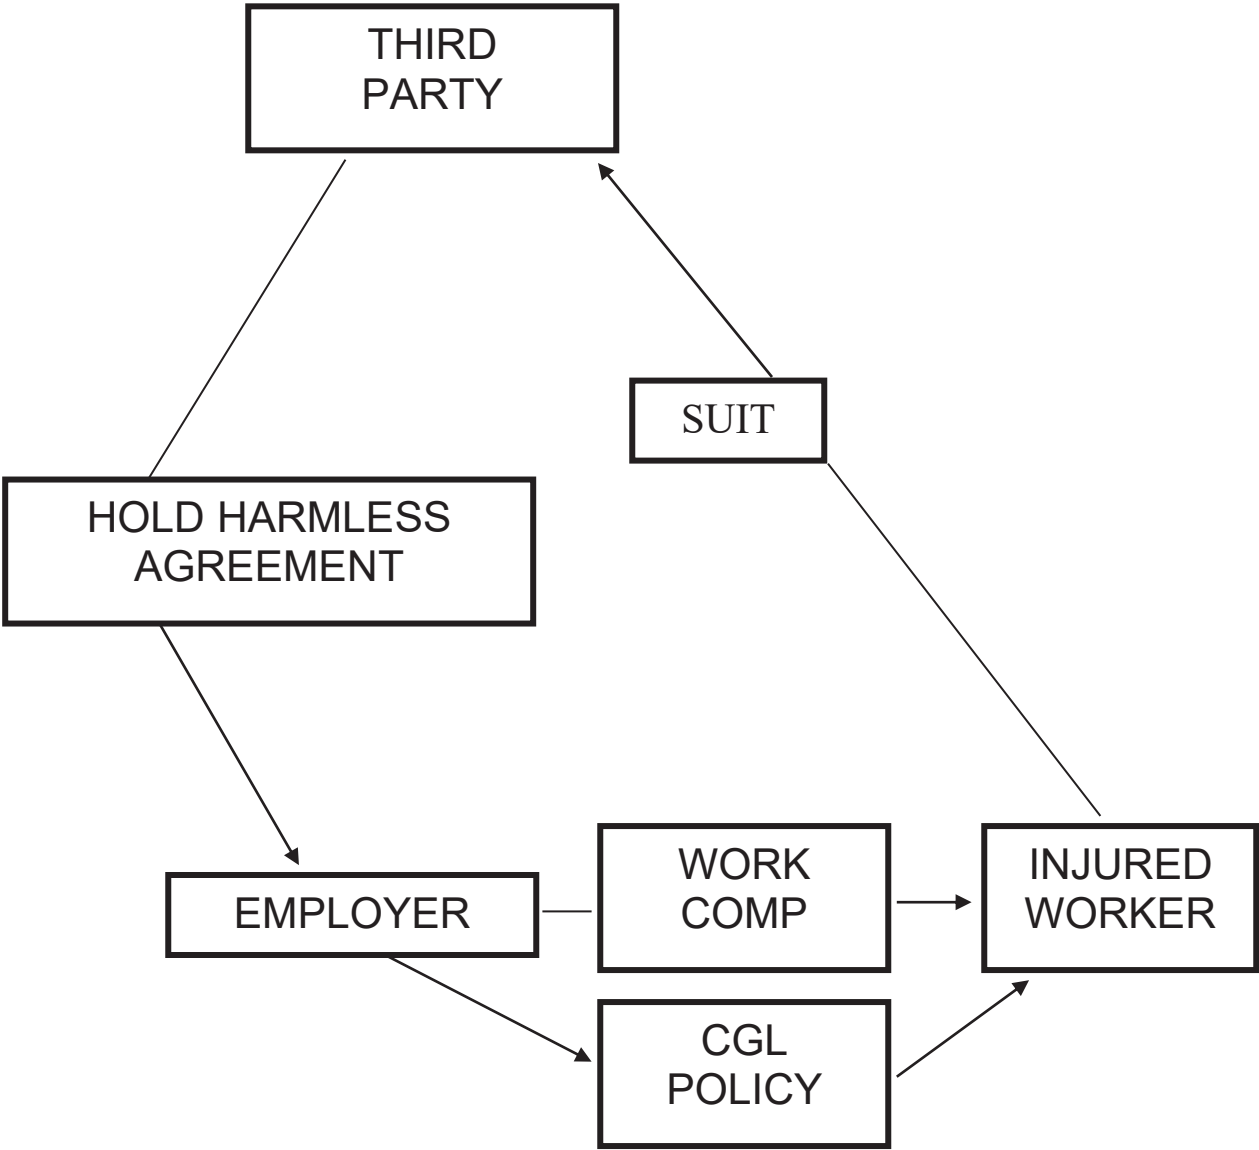 THIRD
PARTY
SUIT
HOLD HARMLESS
AGREEMENT
EMPLOYER
WORK
COMP
INJURED
WORKER
CGL
POLICY